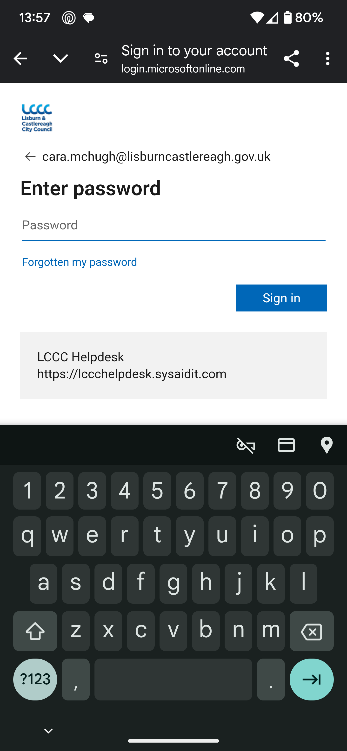 13:57
80%
Sign in to your account
login.microsoftonline.com
LCCC
Lisburn &
Castlereagh
City Council
cara.mchugh@lisburncastlereagh.gov.uk
Enter password
Password
Forgotten my password
Sign in
LCCC Helpdesk
https://lccchelpdesk.sysaidit.com
1 2 3 4 5 6 7 8 9 0
q w e r t y u i o p
a s d f g h j k l
z x c v b n m
?123 , .